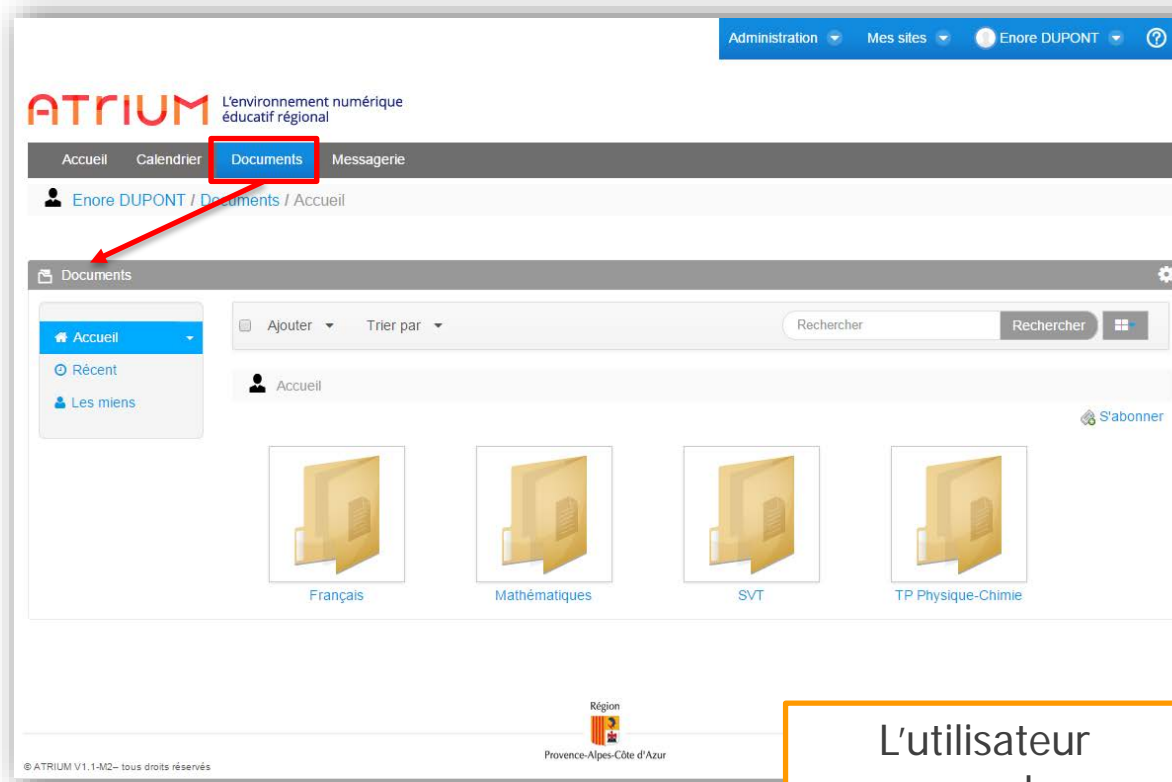 Administration Mes sites Enore DUPONT ?
ATRIUM L'environnement numérique
éducatif régional
Accueil Calendrier Documents Messagerie
Enore DUPONT / Documents / Accueil
Documents
Accueil
Récent
Les miens
Ajouter Trier par Rechercher Rechercher
Accueil
S'abonner
Français Mathématiques SVT TP Physique-Chimie
Région
Provence-Alpes-Côte d'Azur
© ATRIUM V1.1-M2– tous droits réservés
L'utilisateur